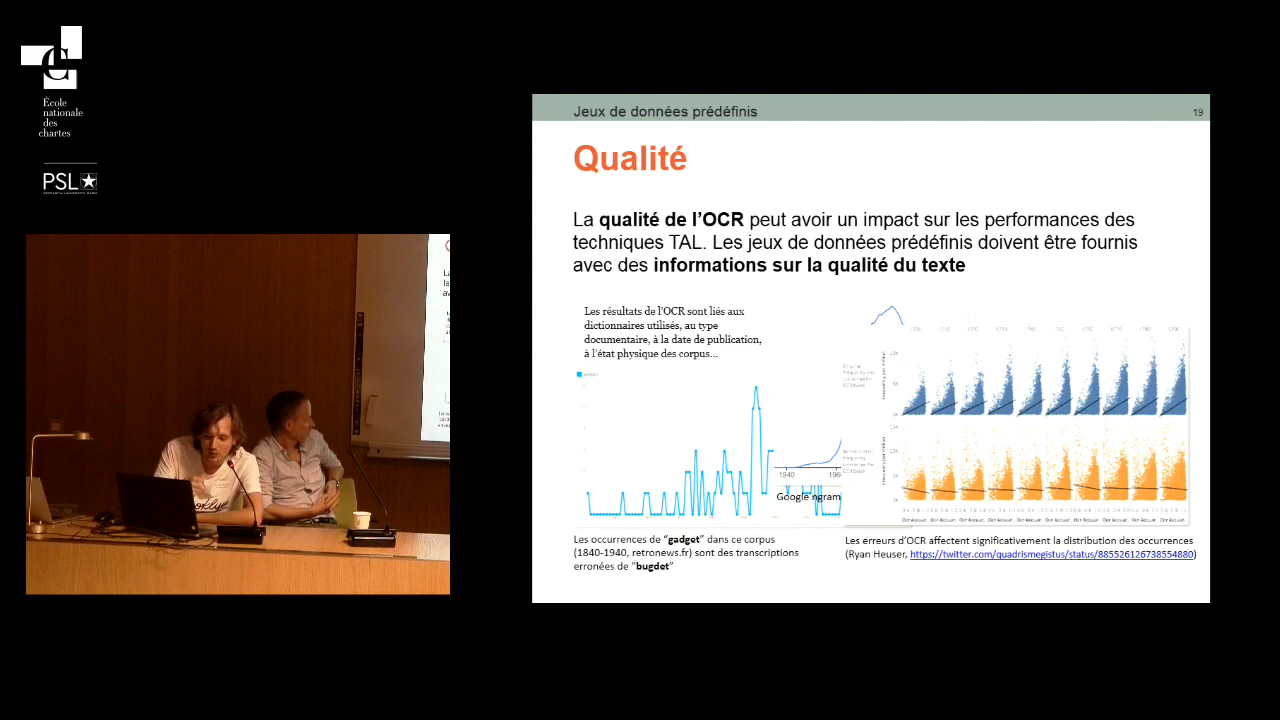 École
nationale
des
chartes
PSL
Jeux de données prédéfinis
19
Qualité
La qualité de l'OCR peut avoir un impact sur les performances des
techniques TAL. Les jeux de données prédéfinis doivent être fournis
avec des informations sur la qualité du texte
Les résultats de l'OCR sont liés aux
dictionnaires utilisés, au type
documentaire, à la date de publication,
à l'état physique des corpus...
1940
Google ngram
Les occurrences de “gadget” dans ce corpus
(1840-1940, retronews.fr) sont des transcriptions
erronées de “bugdet”
Les erreurs d'OCR affectent significativement la distribution des occurrences
(Ryan Heuser, https://twitter.com/quadrismegistus/status/885526126738554880)